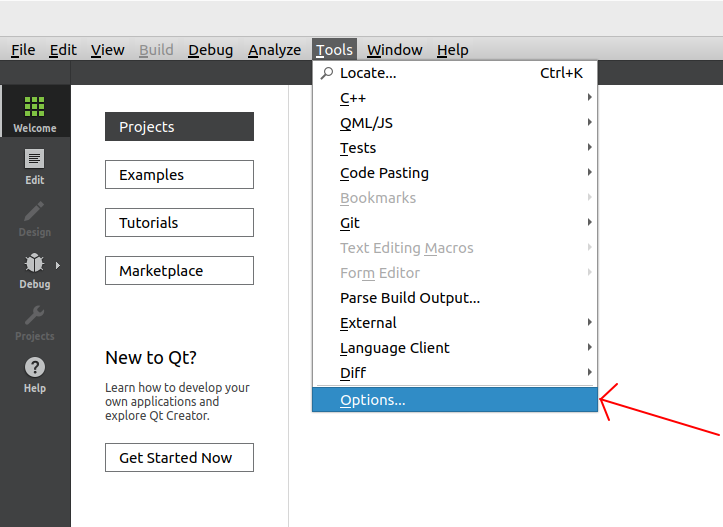 File Edit View Build Debug Analyze Tools Window Help
Locate... Ctrl+K
C++
QML/JS
Tests
Code Pasting
Bookmarks
Git
Text Editing Macros
Form Editor
Parse Build Output...
External
Language Client
Diff
Options...
Welcome
Edit
Design
Debug
Projects
Help
Projects
Examples
Tutorials
Marketplace
New to Qt?
Learn how to develop your
own applications and
explore Qt Creator.
Get Started Now